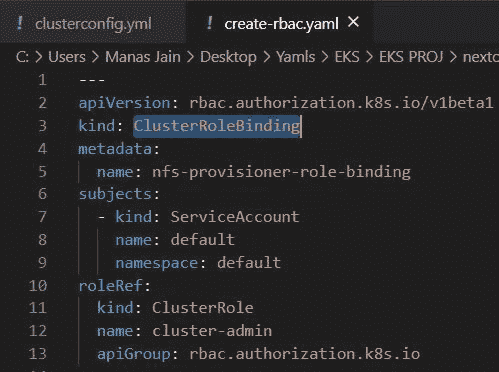 ! clusterconfig.yml ! create-rbac.yaml ×
C: > Users > Manas Jain > Desktop > Yamls > EKS > EKS PROJ > nextc
1 ---
2 apiVersion: rbac.authorization.k8s.io/v1beta1
3 kind: ClusterRoleBinding
4 metadata:
5   name: nfs-provisioner-role-binding
6 subjects:
7   - kind: ServiceAccount
8     name: default
9     namespace: default
10 roleRef:
11   kind: ClusterRole
12   name: cluster-admin
13   apiGroup: rbac.authorization.k8s.io